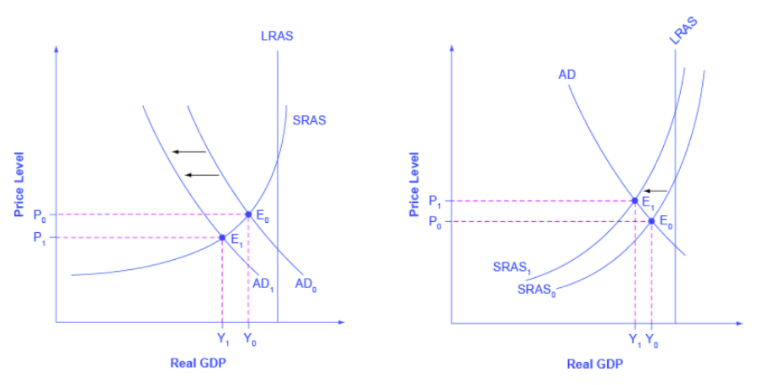 LRAS
SRAS
Price Level
P₀
P₁
E₀
E₁
AD₁
AD₀
Y₁
Y₀
Real GDP
LRAS
AD
Price Level
P₁
P₀
E₁
E₀
SRAS₁
SRAS₀
Y₁
Y₀
Real GDP